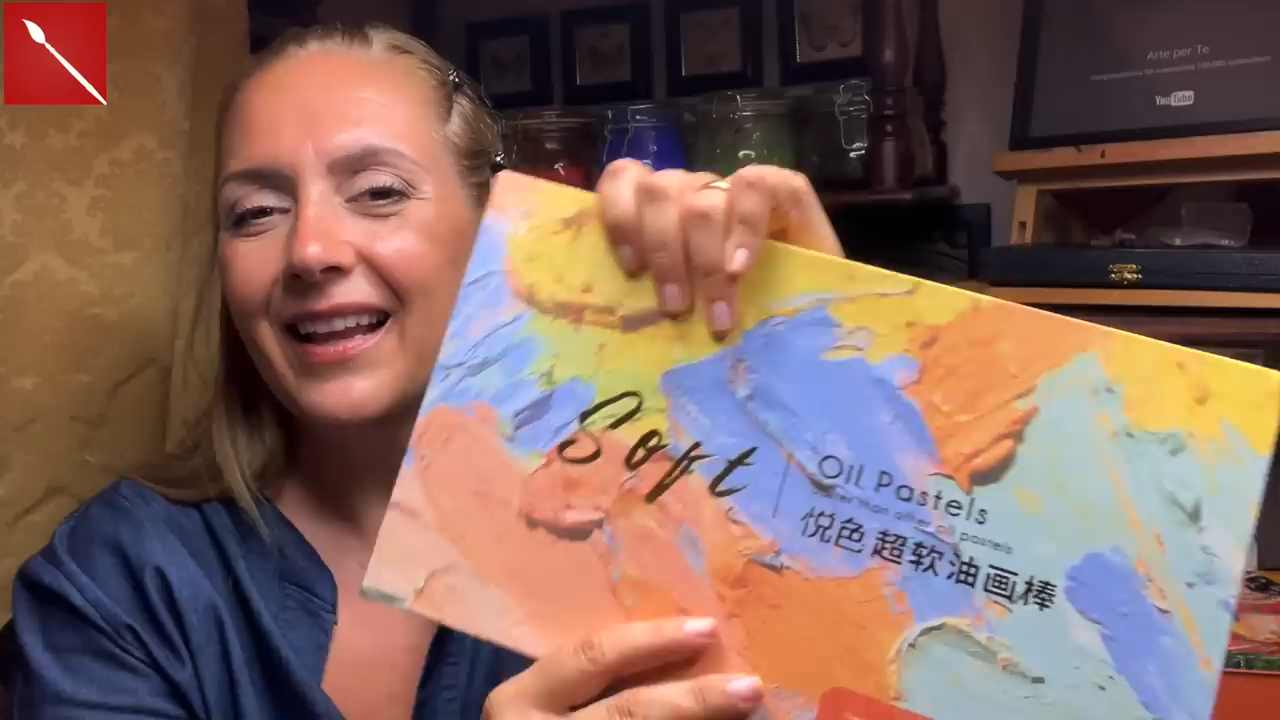 Arte per Te
YouTube
Soft
Oil Pastels
Softer than other oil pastels
悦色超软油画棒